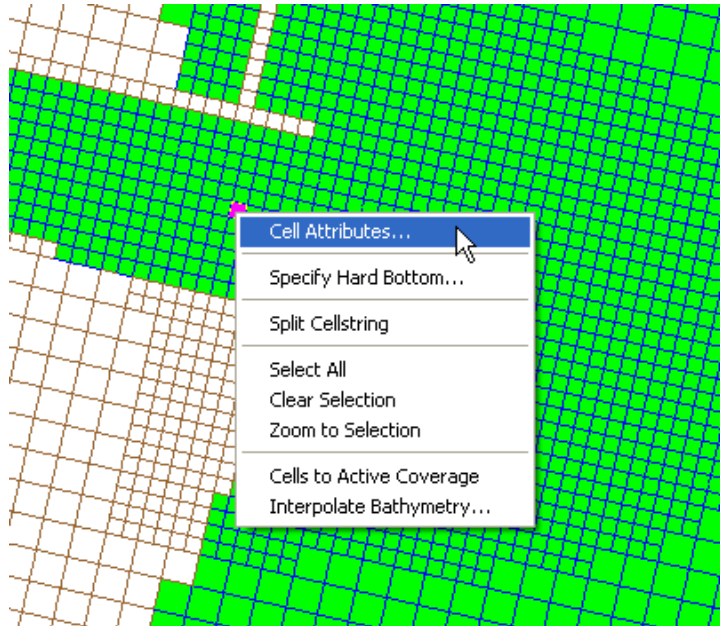 Cell Attributes...
Specify Hard Bottom...
Split Cellstring
Select All
Clear Selection
Zoom to Selection
Cells to Active Coverage
Interpolate Bathymetry...